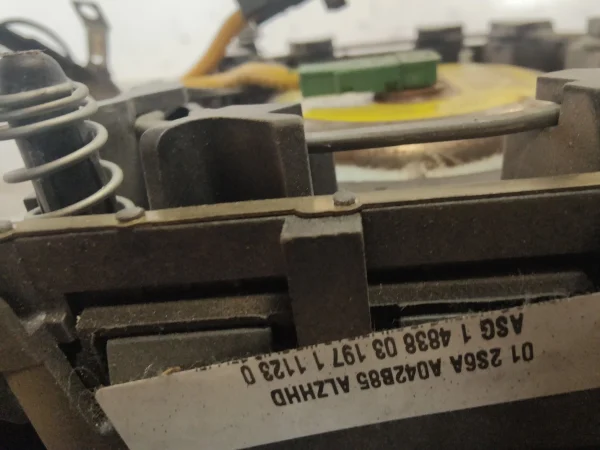 01 2S6A A042B85 ALZHHD
ASG 1 4838 03 197 1 1123 0